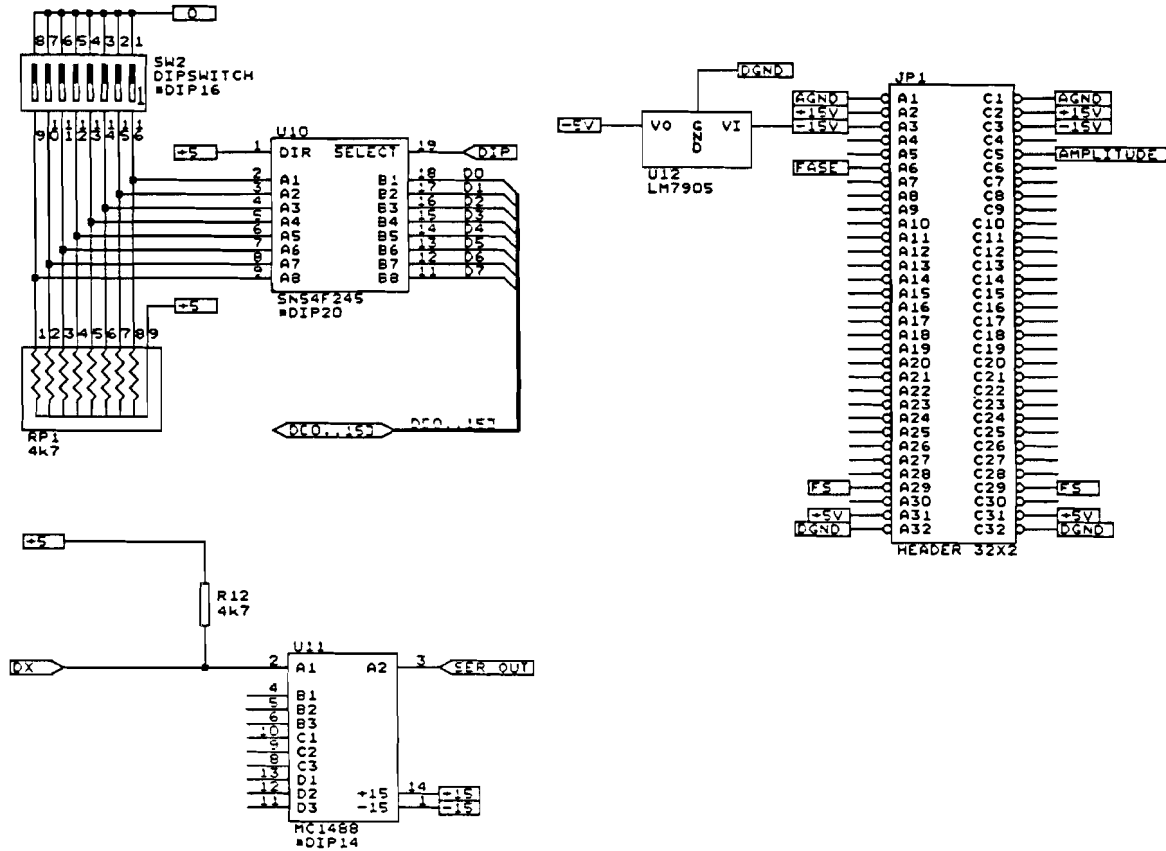 0
8 7 6 5 4 3 2 1
SW2
DIPSWITCH
*DIP16
1
9 10 11 12 13 14 15 16
U10
+5 1 DIR SELECT 19 DIP
2 A1 B1 18 D0
3 A2 B2 17 D1
4 A3 B3 16 D2
5 A4 B4 15 D3
6 A5 B5 14 D4
7 A6 B6 13 D5
8 A7 B7 12 D6
9 A8 B8 11 D7
SN54F245
*DIP20
+5
1 2 3 4 5 6 7 8 9
RP1
4k7
D[0..15] D[0..15]
DGND
-5V VO GND VI
U12
LM7905
JP1
AGND A1 C1 AGND
+15V A2 C2 +15V
-15V A3 C3 -15V
A4 C4
A5 C5 AMPLITUDE
FASE A6 C6
A7 C7
A8 C8
A9 C9
A10 C10
A11 C11
A12 C12
A13 C13
A14 C14
A15 C15
A16 C16
A17 C17
A18 C18
A19 C19
A20 C20
A21 C21
A22 C22
A23 C23
A24 C24
A25 C25
A26 C26
A27 C27
A28 C28
FS A29 C29 FS
A30 C30
+5V A31 C31 +5V
DGND A32 C32 DGND
HEADER 32X2
+5
R12
4k7
U11
DX 2 A1 A2 3 SER OUT
4 B1
5 B2
6 B3
10 C1
9 C2
8 C3
13 D1
12 D2 +15 14 +15
11 D3 -15 1 -15
MC1488
*DIP14